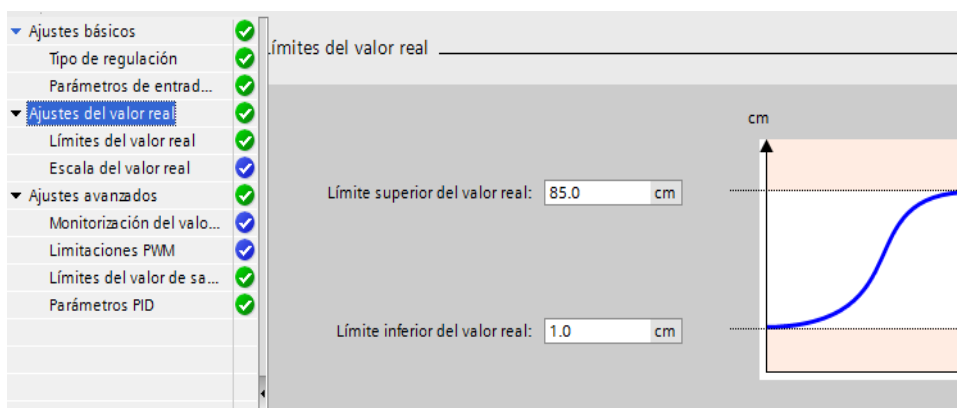 Ajustes básicos
Tipo de regulación
Parámetros de entrad...
Ajustes del valor real
Límites del valor real
Escala del valor real
Ajustes avanzados
Monitorización del valo...
Limitaciones PWM
Límites del valor de sa...
Parámetros PID
ímites del valor real
cm
Límite superior del valor real: 85.0 cm
Límite inferior del valor real: 1.0 cm